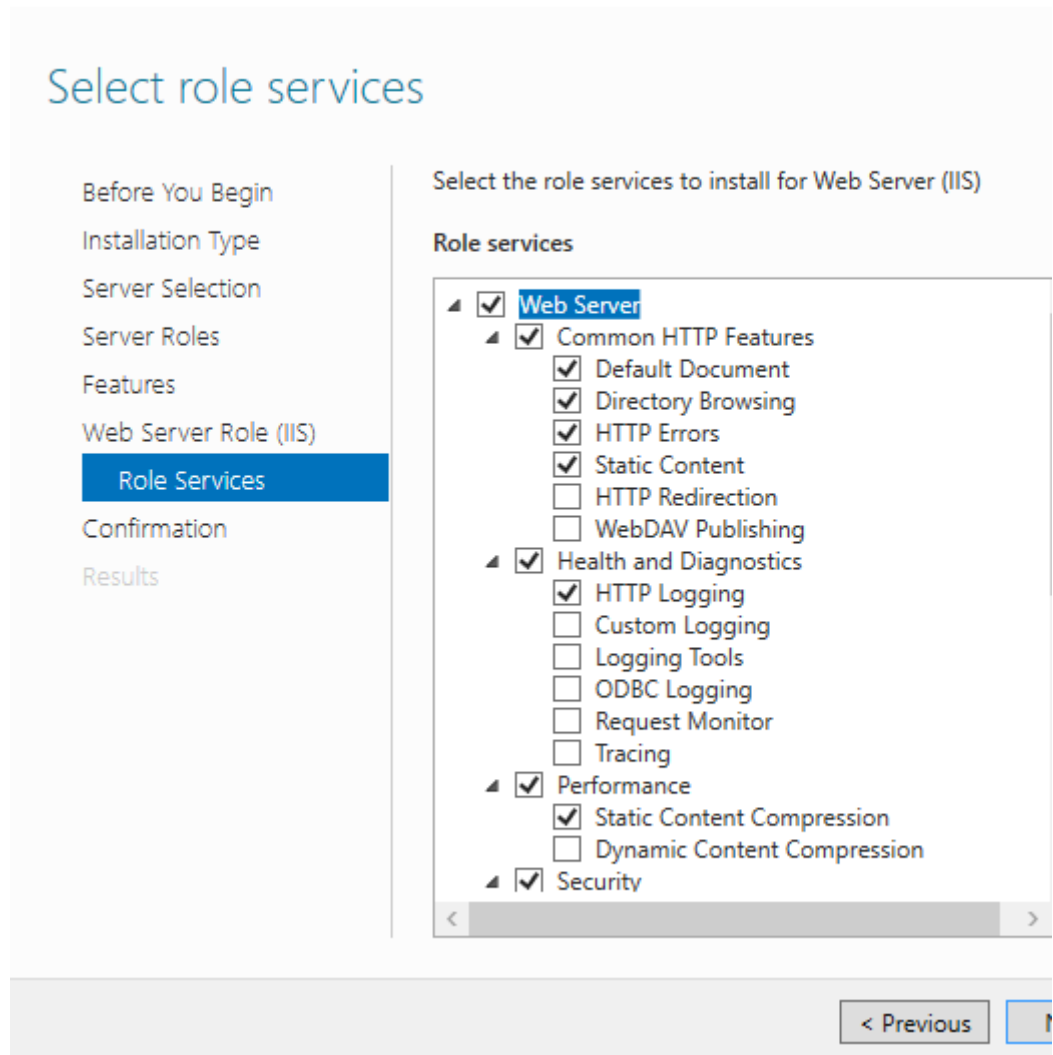 Select role services
Before You Begin
Installation Type
Server Selection
Server Roles
Features
Web Server Role (IIS)
Role Services
Confirmation
Results
Select the role services to install for Web Server (IIS)
Role services
Web Server
Common HTTP Features
Default Document
Directory Browsing
HTTP Errors
Static Content
HTTP Redirection
WebDAV Publishing
Health and Diagnostics
HTTP Logging
Custom Logging
Logging Tools
ODBC Logging
Request Monitor
Tracing
Performance
Static Content Compression
Dynamic Content Compression
Security
< Previous